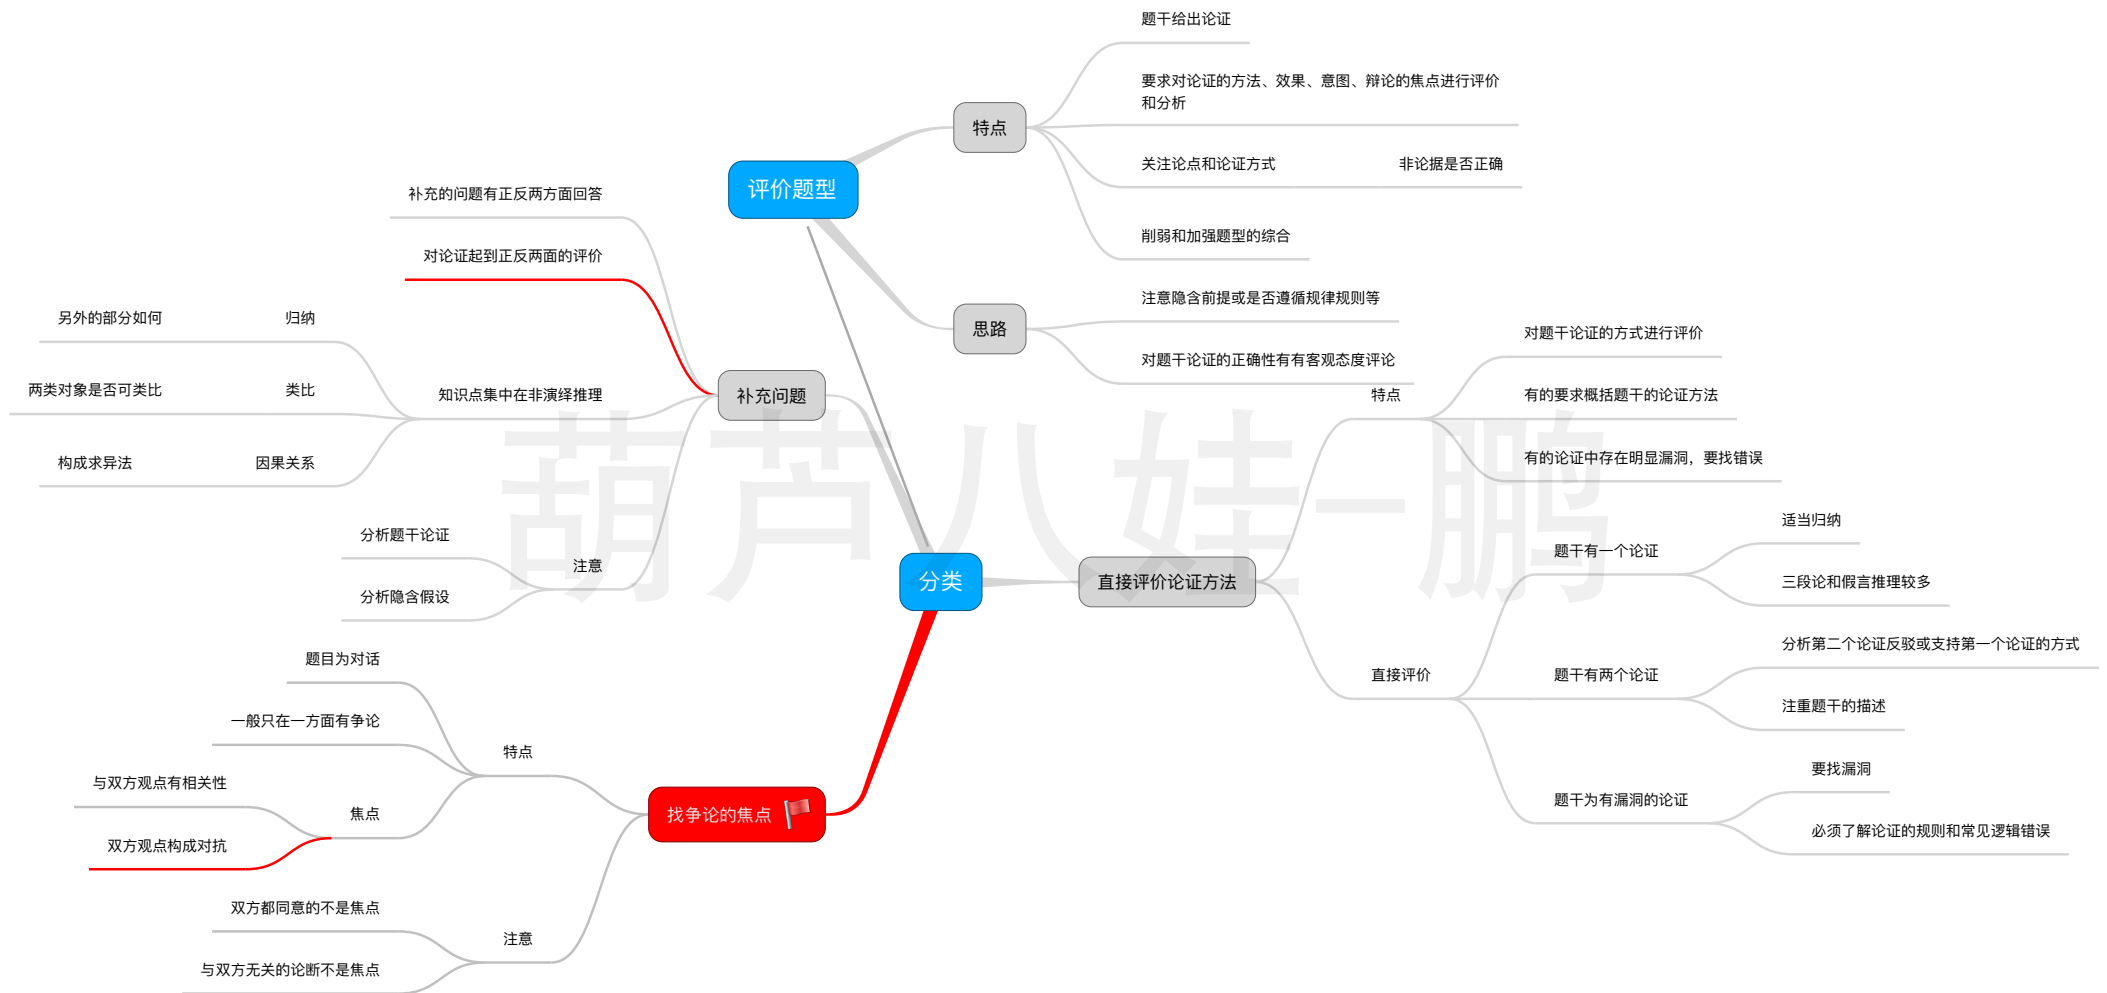 评价题型
特点
题干给出论证
要求对论证的方法、效果、意图、辩论的焦点进行评价
和分析
关注论点和论证方式
非论据是否正确
削弱和加强题型的综合
思路
注意隐含前提或是否遵循规律规则等
对题干论证的正确性有有客观态度评论
分类
补充问题
补充的问题有正反两方面回答
对论证起到正反两面的评价
知识点集中在非演绎推理
归纳
另外的部分如何
类比
两类对象是否可类比
因果关系
构成求异法
注意
分析题干论证
分析隐含假设
直接评价论证方法
特点
对题干论证的方式进行评价
有的要求概括题干的论证方法
有的论证中存在明显漏洞，要找错误
直接评价
题干有一个论证
适当归纳
三段论和假言推理较多
题干有两个论证
分析第二个论证反驳或支持第一个论证的方式
注重题干的描述
题干为有漏洞的论证
要找漏洞
必须了解论证的规则和常见逻辑错误
找争论的焦点
特点
题目为对话
一般只在一方面有争论
焦点
与双方观点有相关性
双方观点构成对抗
注意
双方都同意的不是焦点
与双方无关的论断不是焦点
葫芦八娃-鹏